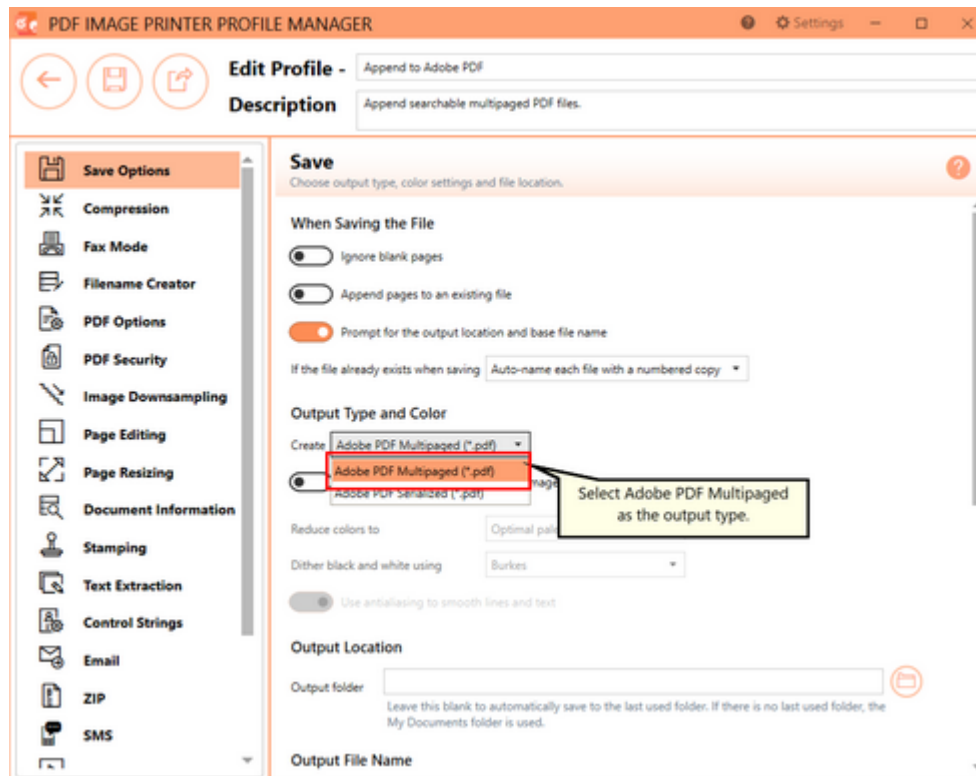 PDF IMAGE PRINTER PROFILE MANAGER
Settings
Edit Profile - Append to Adobe PDF
Description Append searchable multipaged PDF files.
Save Options
Compression
Fax Mode
Filename Creator
PDF Options
PDF Security
Image Downsampling
Page Editing
Page Resizing
Document Information
Stamping
Text Extraction
Control Strings
Email
ZIP
SMS
Save
Choose output type, color settings and file location.
When Saving the File
Ignore blank pages
Append pages to an existing file
Prompt for the output location and base file name
If the file already exists when saving Auto-name each file with a numbered copy
Output Type and Color
Create Adobe PDF Multipaged (*.pdf)
Adobe PDF Multipaged (*.pdf)
Adobe PDF Serialized (*.pdf)
Select Adobe PDF Multipaged
as the output type.
Reduce colors to Optimal
Dither black and white using Burkes
Use antialiasing to smooth lines and text
Output Location
Output folder
Leave this blank to automatically save to the last used folder. If there is no last used folder, the
My Documents folder is used.
Output File Name